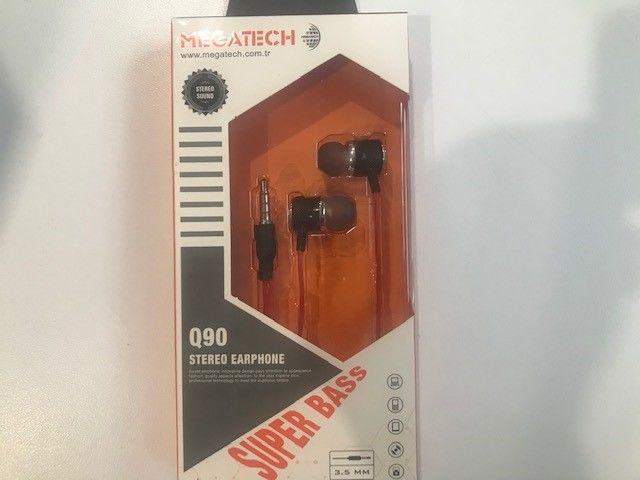 MEGATECH
www.megatech.com.tr
STEREO
SOUND
Q90
STEREO EARPHONE
SUPER BASS
3.5 MM